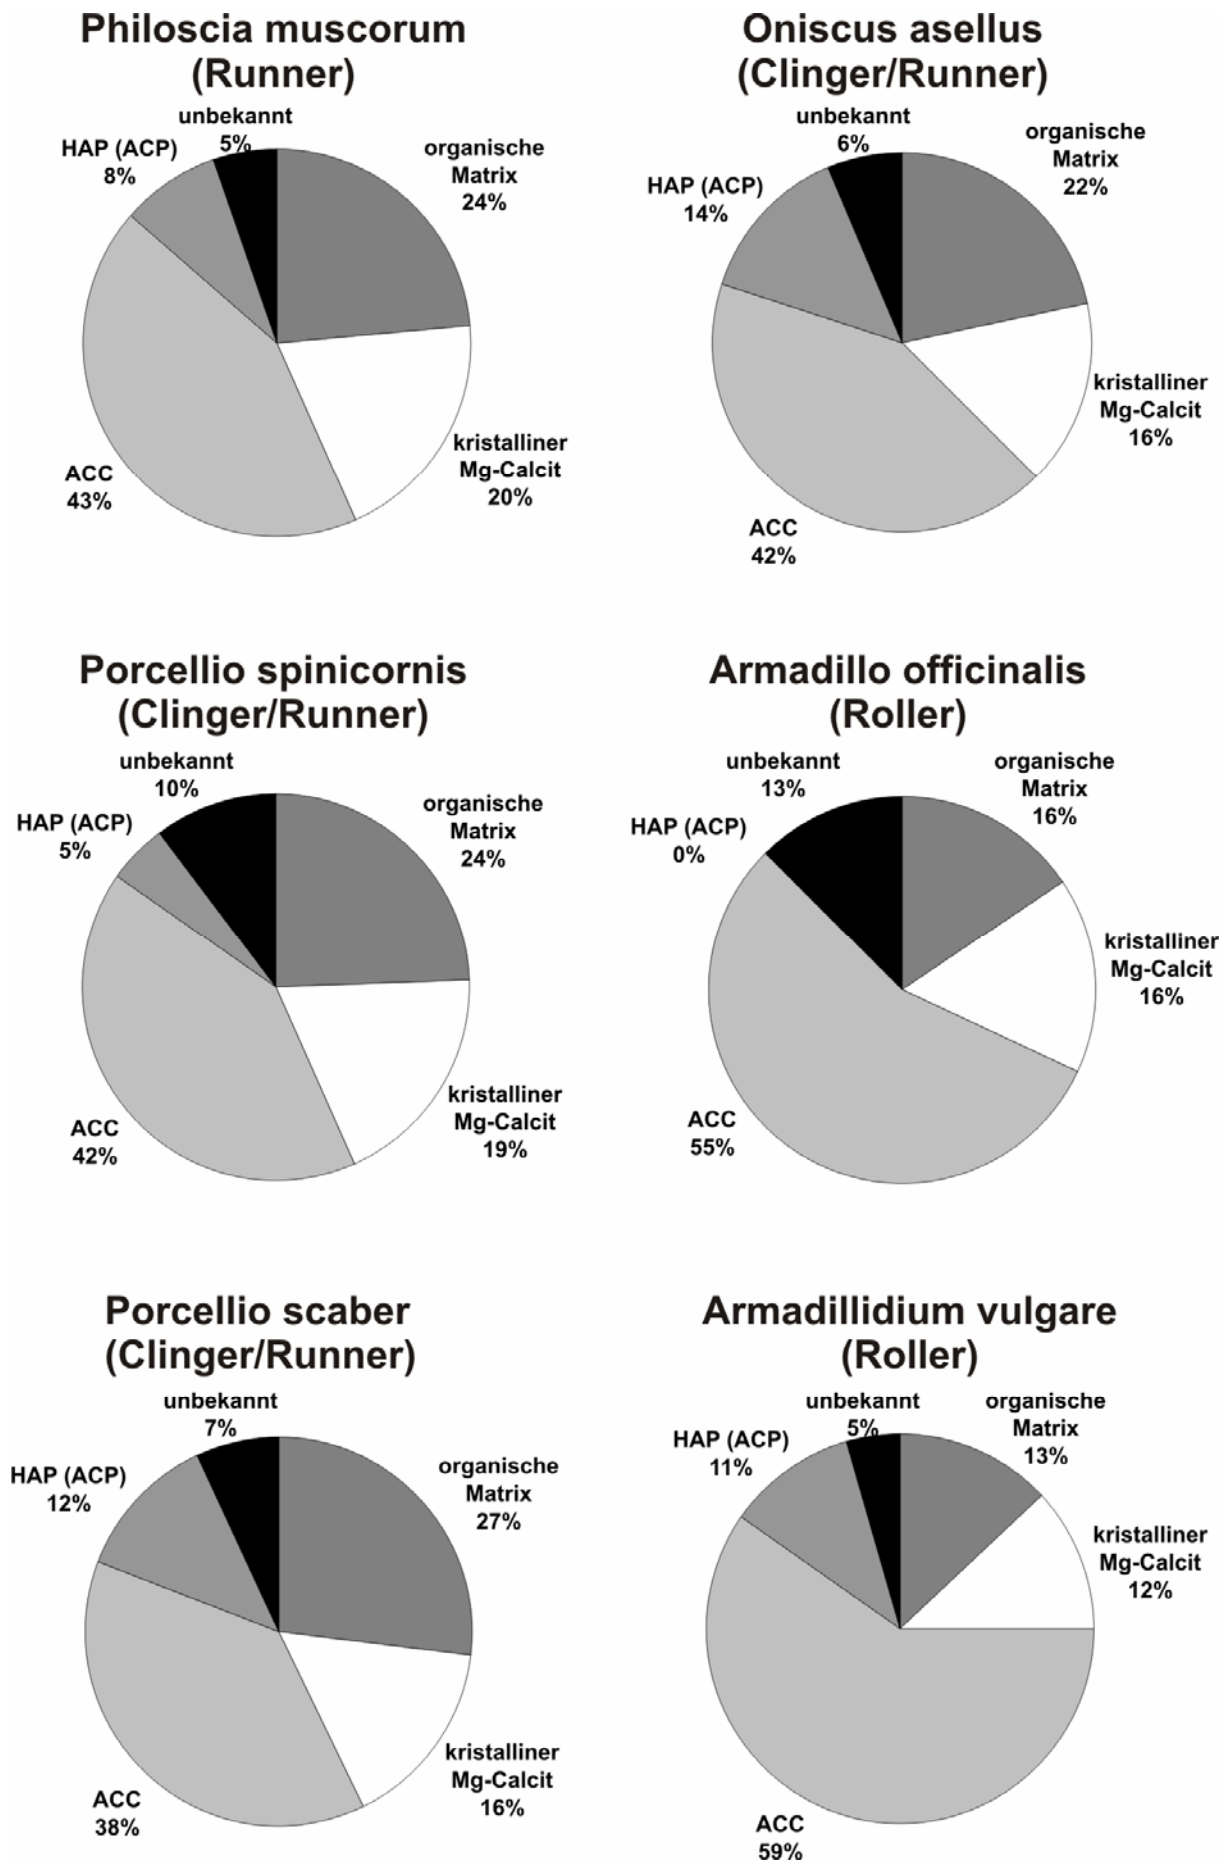 Philoscia muscorum
(Runner)
unbekannt
5%
HAP (ACP)
8%
organische
Matrix
24%
kristalliner
Mg-Calcit
20%
ACC
43%
Oniscus asellus
(Clinger/Runner)
unbekannt
6%
organische
Matrix
22%
HAP (ACP)
14%
kristalliner
Mg-Calcit
16%
ACC
42%
Porcellio spinicornis
(Clinger/Runner)
unbekannt
10%
HAP (ACP)
5%
organische
Matrix
24%
kristalliner
Mg-Calcit
19%
ACC
42%
Armadillo officinalis
(Roller)
unbekannt
13%
organische
Matrix
16%
HAP (ACP)
0%
kristalliner
Mg-Calcit
16%
ACC
55%
Porcellio scaber
(Clinger/Runner)
unbekannt
7%
HAP (ACP)
12%
organische
Matrix
27%
kristalliner
Mg-Calcit
16%
ACC
38%
Armadillidium vulgare
(Roller)
unbekannt
5%
organische
Matrix
13%
HAP (ACP)
11%
kristalliner
Mg-Calcit
12%
ACC
59%